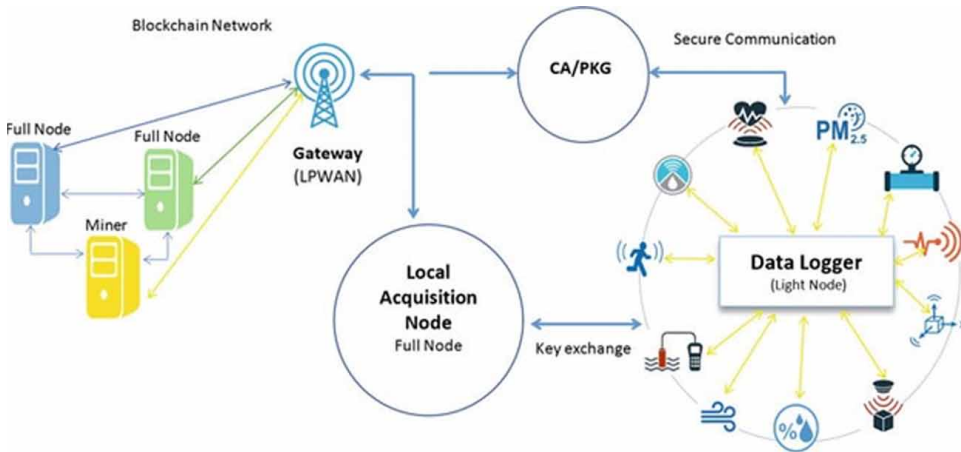 Blockchain Network
Secure Communication
CA/PKG
Full Node
Full Node
Gateway
(LPWAN)
Miner
PM2.5
Data Logger
(Light Node)
Local
Acquisition
Node
Full Node
Key exchange
%